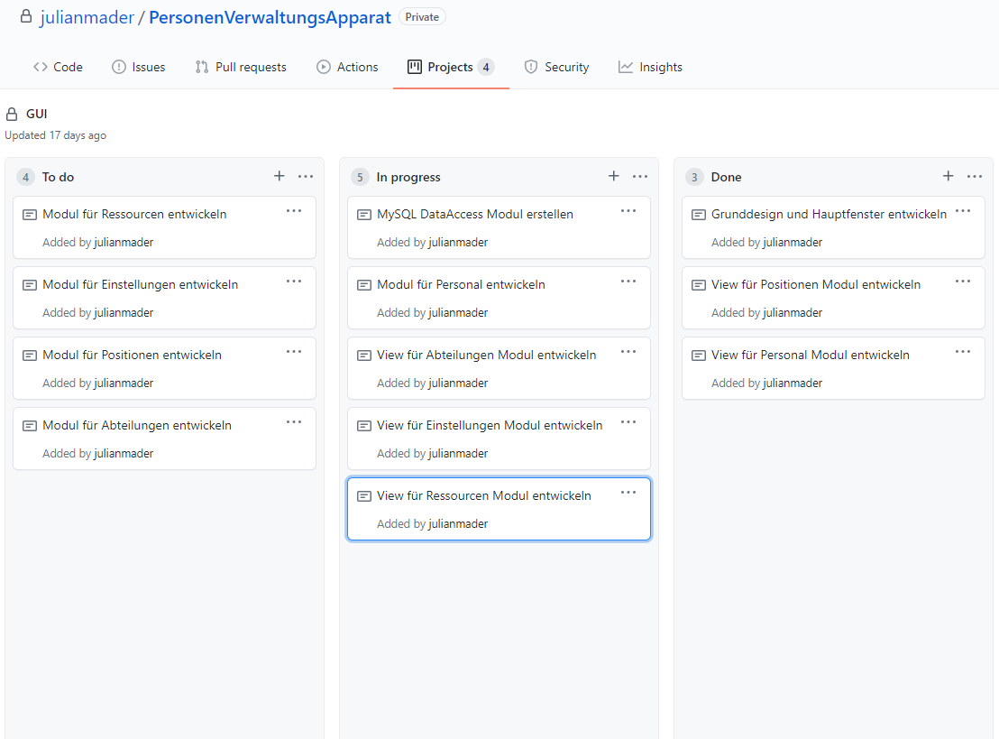 julianmader / PersonenVerwaltungsApparat Private
Code Issues Pull requests Actions Projects 4 Security Insights
GUI
Updated 17 days ago
4 To do
Modul für Ressourcen entwickeln
Added by julianmader
Modul für Einstellungen entwickeln
Added by julianmader
Modul für Positionen entwickeln
Added by julianmader
Modul für Abteilungen entwickeln
Added by julianmader
5 In progress
MySQL DataAccess Modul erstellen
Added by julianmader
Modul für Personal entwickeln
Added by julianmader
View für Abteilungen Modul entwickeln
Added by julianmader
View für Einstellungen Modul entwickeln
Added by julianmader
View für Ressourcen Modul entwickeln
Added by julianmader
3 Done
Grunddesign und Hauptfenster entwickeln
Added by julianmader
View für Positionen Modul entwickeln
Added by julianmader
View für Personal Modul entwickeln
Added by julianmader